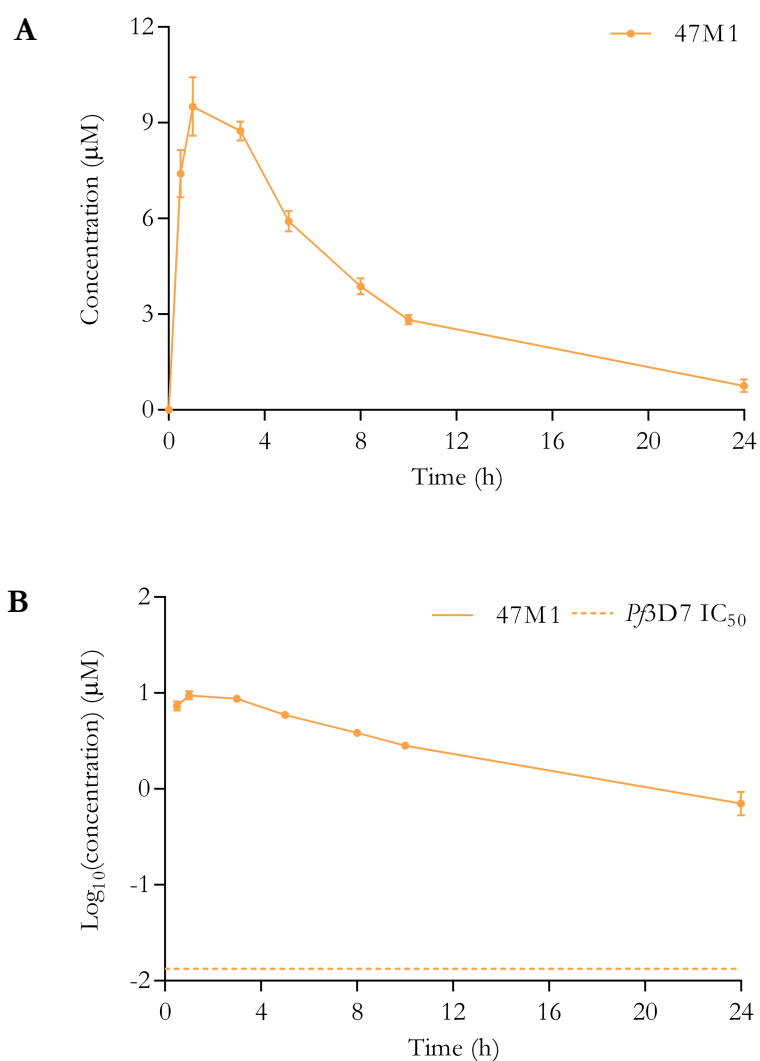 A
47M1
12
9
6
3
0
Concentration (μM)
0 4 8 12 16 20 24
Time (h)
B
47M1 Pf3D7 IC50
2
1
0
-1
-2
Log10(concentration) (μM)
0 4 8 12 16 20 24
Time (h)